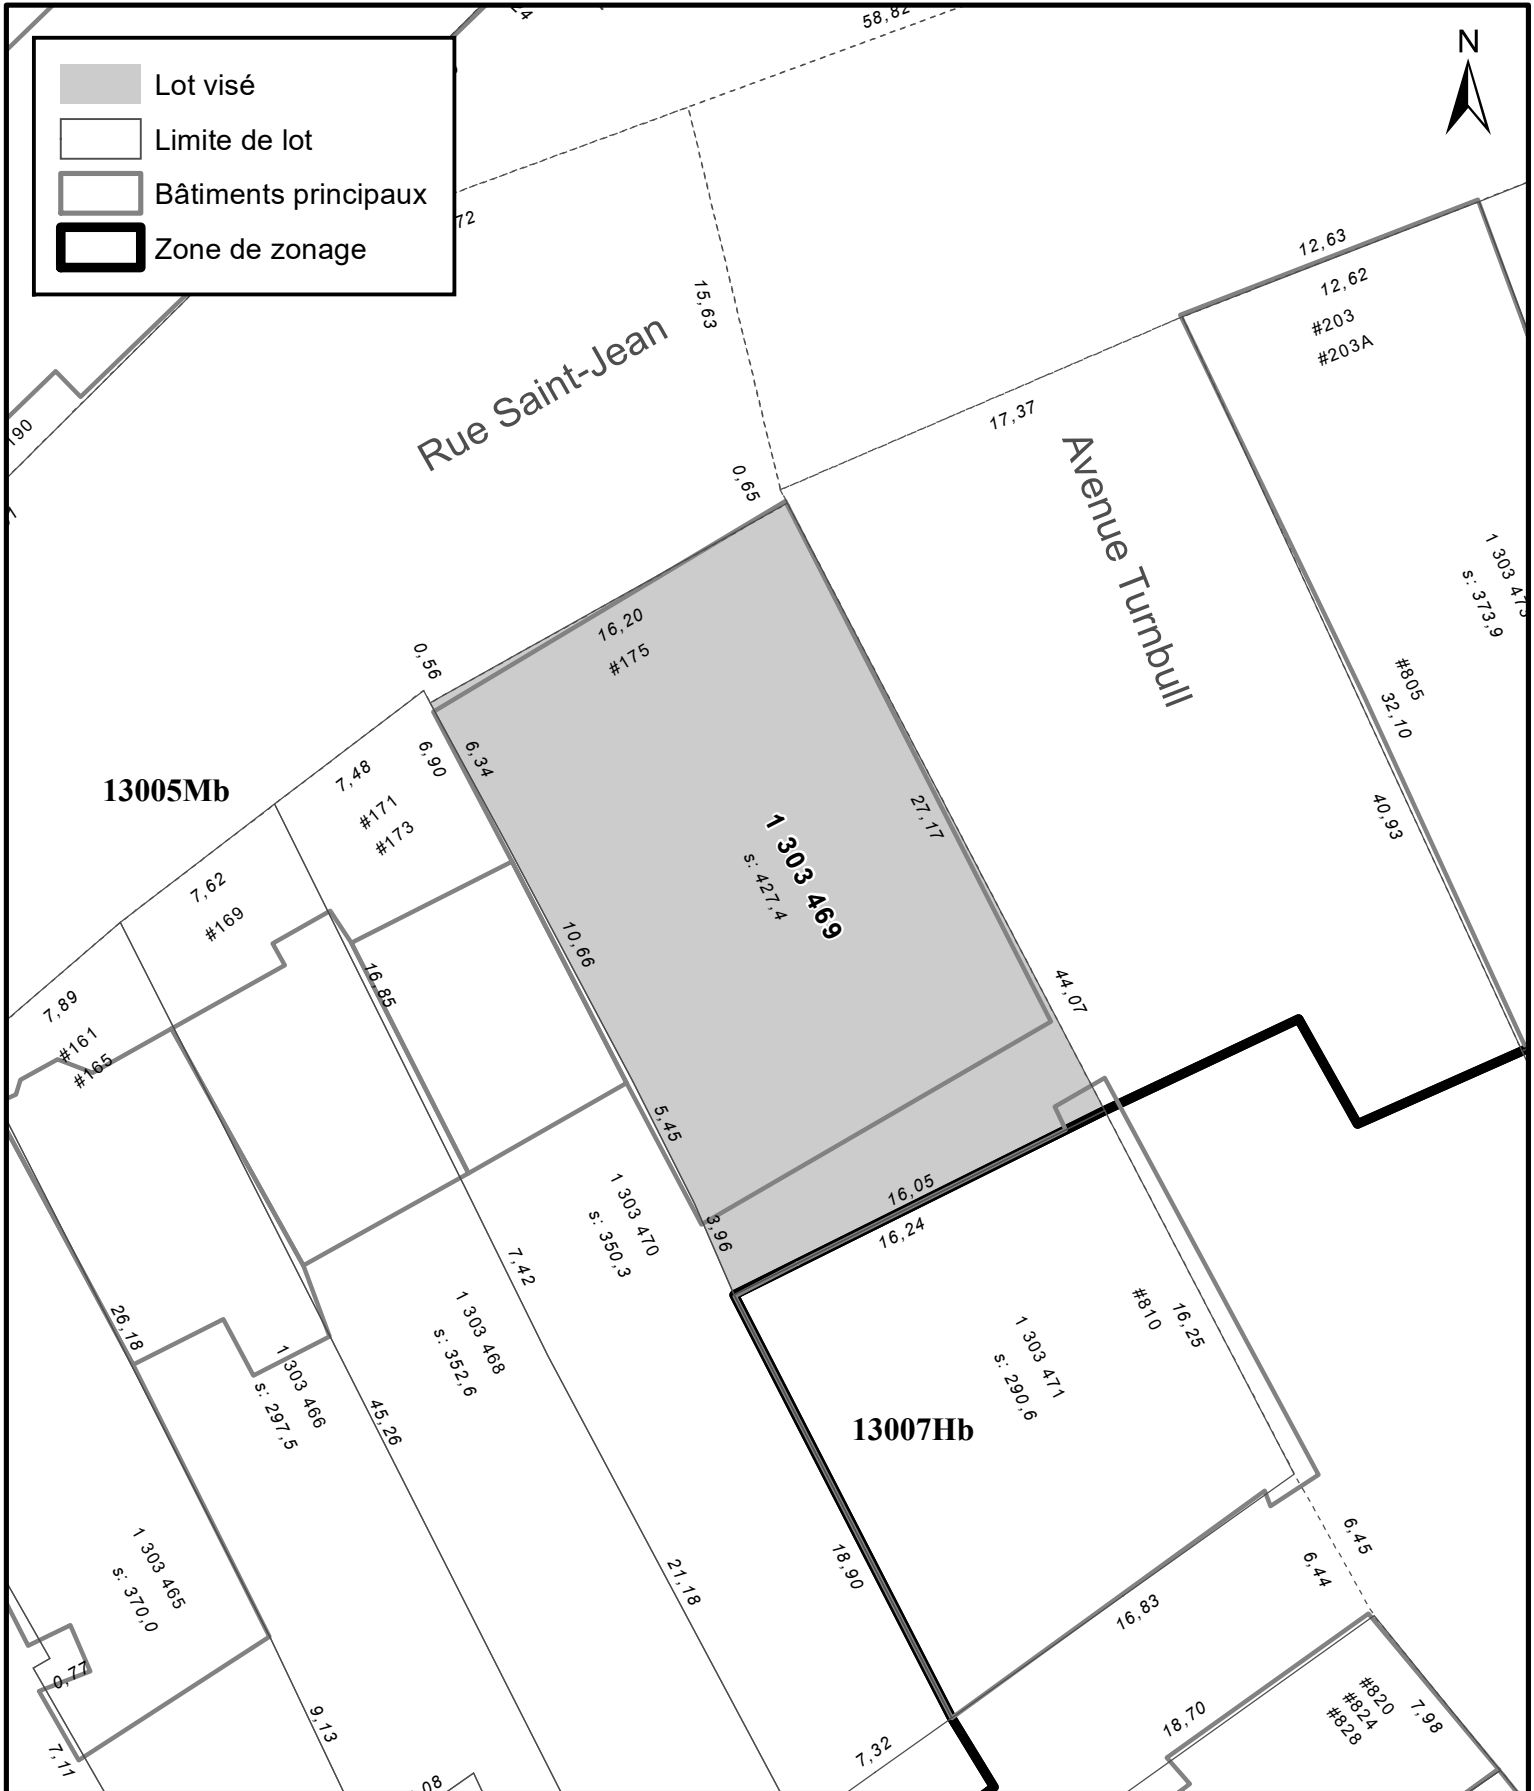 58,82
24
N
Lot visé
Limite de lot
Bâtiments principaux
Zone de zonage
72
15,63
12,63
12,62
#203
#203A
Rue Saint-Jean
17,37
Avenue Turnbull
190
0,65
s: 373,9
#805
32,10
40,93
16,20
#175
0,56
6,90
6,34
13005Mb
7,48
#171
#173
7,62
#169
7,89
#161
#165
27,17
1 303 469
s: 427,4
10,66
16,85
44,07
5,45
3,96
16,05
16,24
1 303 470
s: 350,3
7,42
1 303 468
s: 352,6
26,18
1 303 466
s: 297,5
45,26
#810
16,25
1 303 471
s: 290,6
13007Hb
18,90
21,18
1 303 465
s: 370,0
0,77
7,11
9,13
6,45
6,44
16,83
18,70
7,32
#820
#824
#828
7,98
08